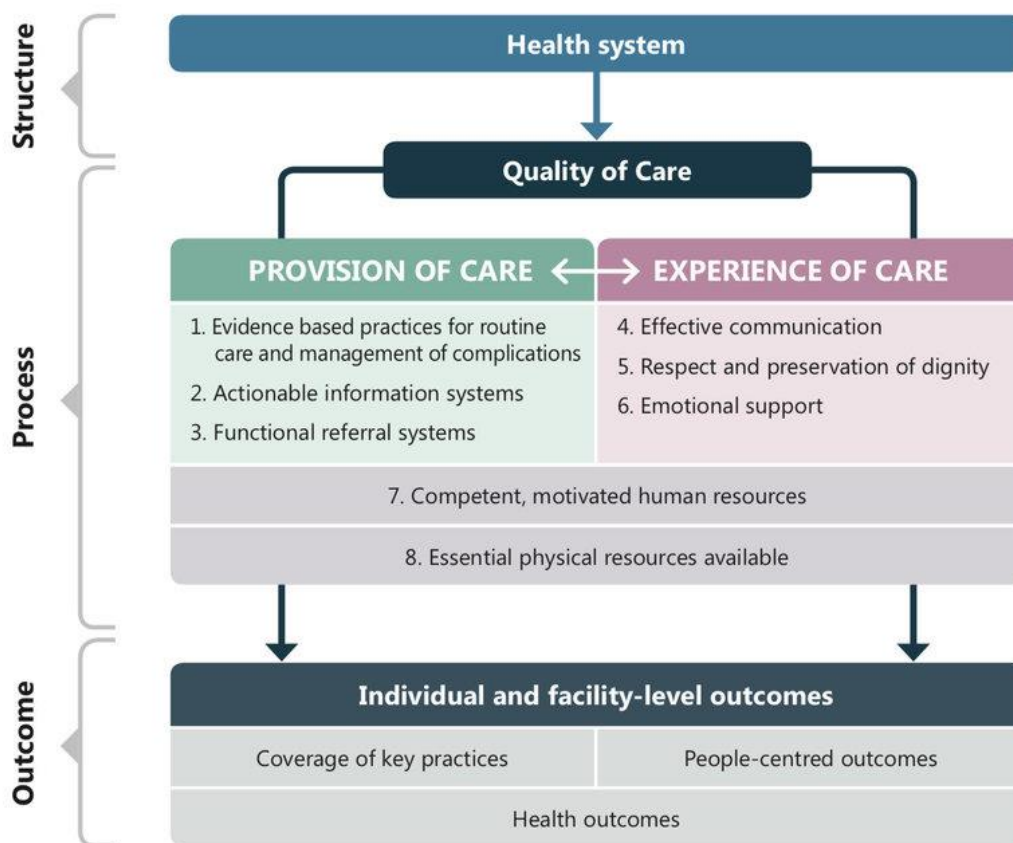 Structure
Health system
Process
Quality of Care
PROVISION OF CARE
EXPERIENCE OF CARE
1. Evidence based practices for routine
care and management of complications
2. Actionable information systems
3. Functional referral systems
4. Effective communication
5. Respect and preservation of dignity
6. Emotional support
7. Competent, motivated human resources
8. Essential physical resources available
Outcome
Individual and facility-level outcomes
Coverage of key practices
People-centred outcomes
Health outcomes